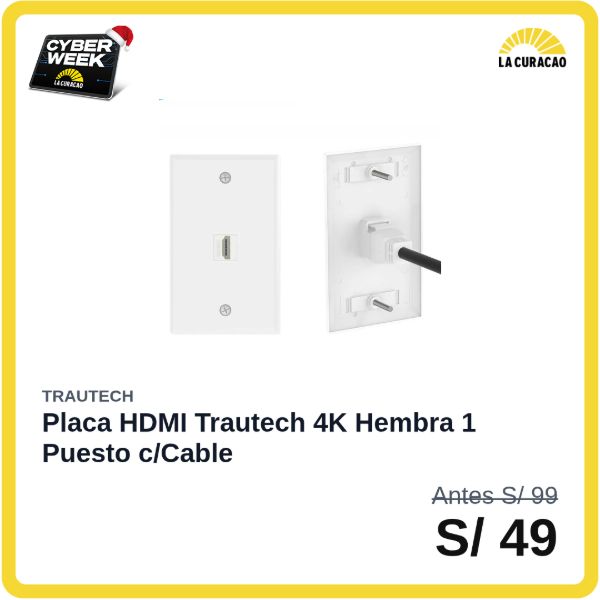 CYBER
WEEK
LA CURACAO
LA CURACAO
TRAUTECH
Placa HDMI Trautech 4K Hembra 1
Puesto c/Cable
Antes S/ 99
S/ 49